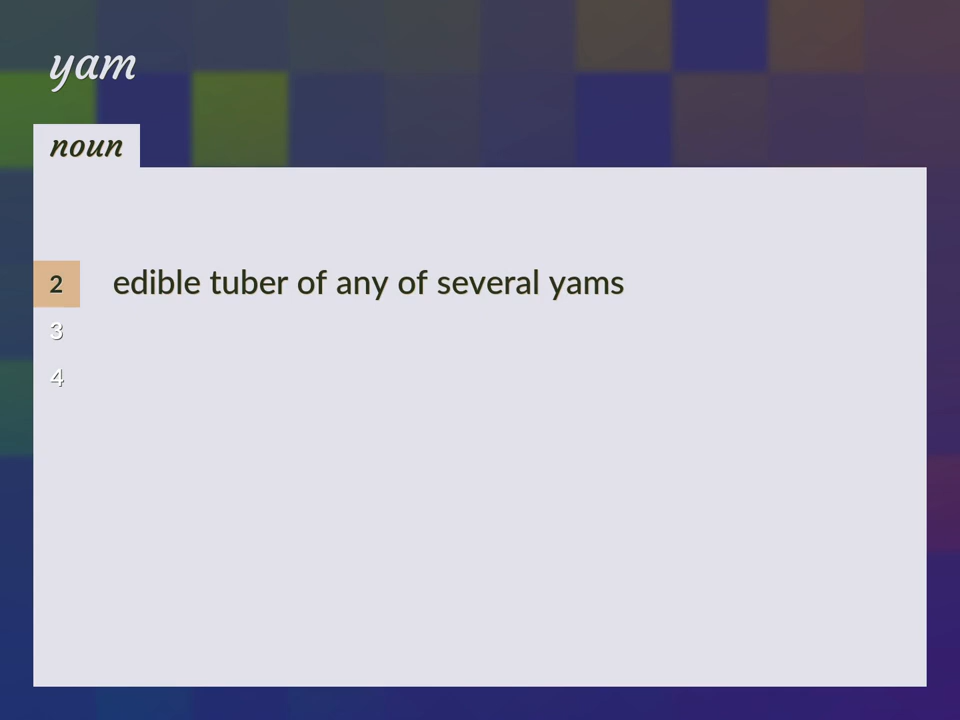 yam
noun
2 edible tuber of any of several yams
3
4